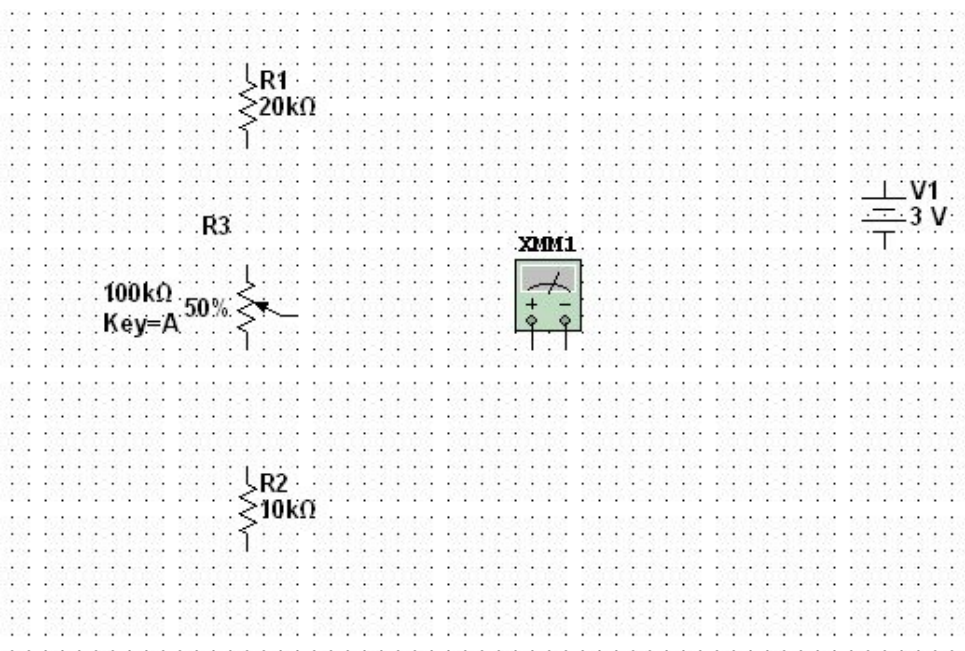 R1
20kΩ
V1
3 V
R3
XMM1
100kΩ
50%
Key=A
+ −
R2
10kΩ